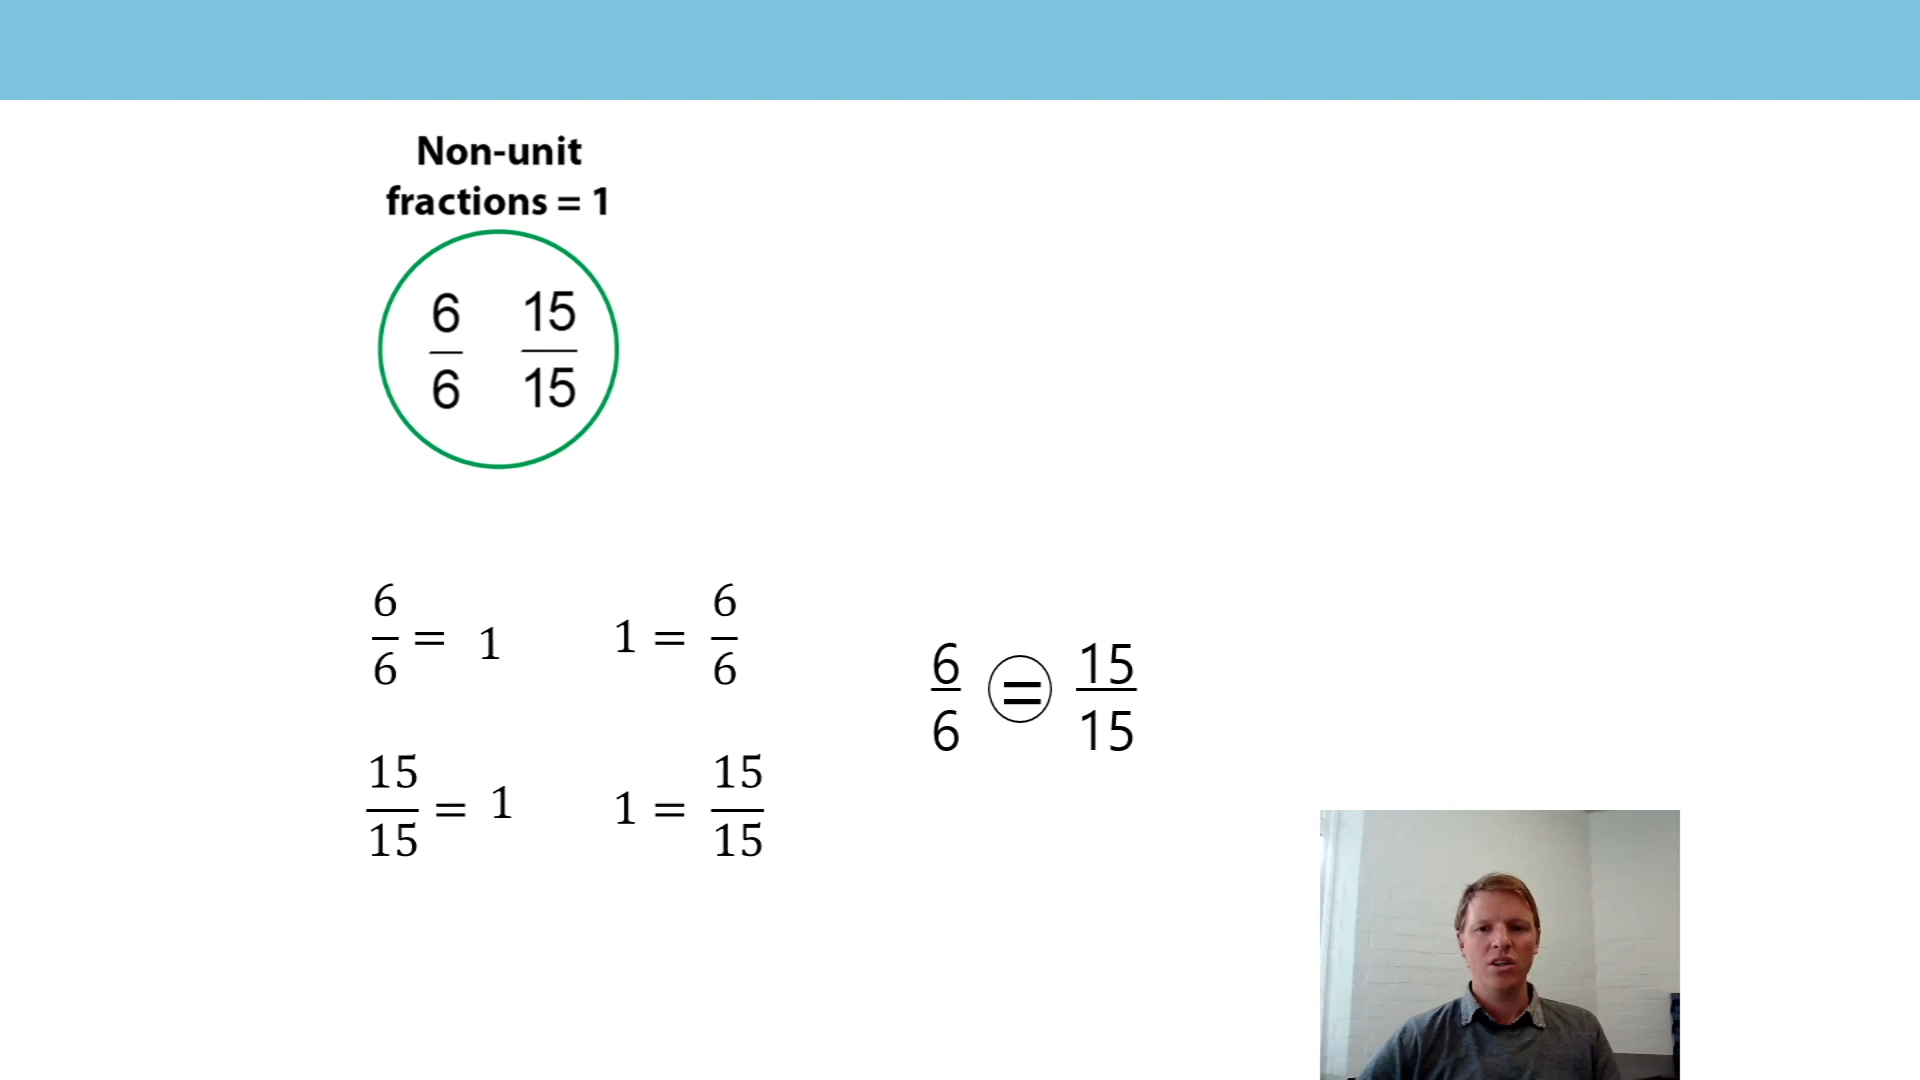 Non-unit
fractions = 1
6/6 15/15
6/6 = 1 1 = 6/6
6/6 = 15/15
15/15 = 1 1 = 15/15